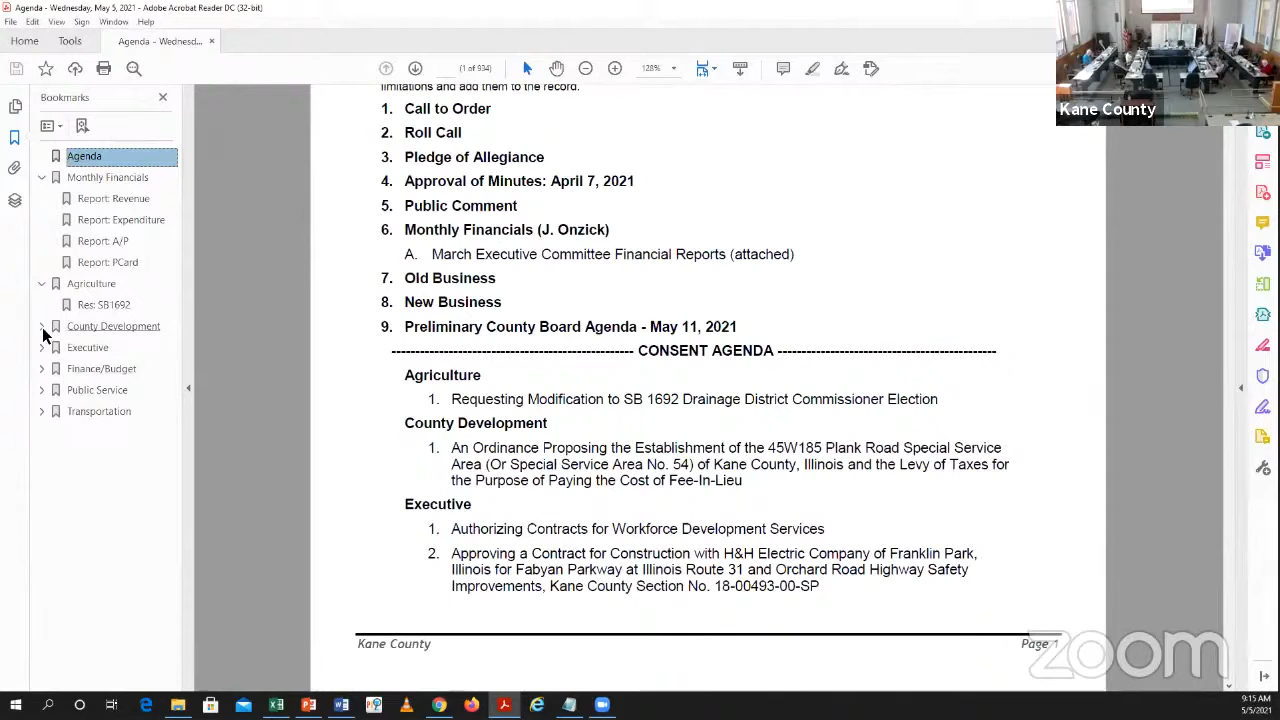 Agenda - Wednesday, May 5, 2021 - Adobe Acrobat Reader DC (32-bit)
File Edit View Sign Window Help
Home Tools Agenda - Wednesd... ×
(1 of 934) 128%
Kane County
Bookmarks
Agenda
Monthly Financials
Report: Revenue
Report: Expenditure
Report: A/P
Report: PCard
Agriculture
Res: SB1692
County Development
Executive
Finance/Budget
Public Service
Transportation
limitations and add them to the record.
1. Call to Order
2. Roll Call
3. Pledge of Allegiance
4. Approval of Minutes: April 7, 2021
5. Public Comment
6. Monthly Financials (J. Onzick)
A. March Executive Committee Financial Reports (attached)
7. Old Business
8. New Business
9. Preliminary County Board Agenda - May 11, 2021
CONSENT AGENDA
Agriculture
1. Requesting Modification to SB 1692 Drainage District Commissioner Election
County Development
1. An Ordinance Proposing the Establishment of the 45W185 Plank Road Special Service
Area (Or Special Service Area No. 54) of Kane County, Illinois and the Levy of Taxes for
the Purpose of Paying the Cost of Fee-In-Lieu
Executive
1. Authorizing Contracts for Workforce Development Services
2. Approving a Contract for Construction with H&H Electric Company of Franklin Park,
Illinois for Fabyan Parkway at Illinois Route 31 and Orchard Road Highway Safety
Improvements, Kane County Section No. 18-00493-00-SP
Kane County Page 1
zoom
9:15 AM
5/5/2021